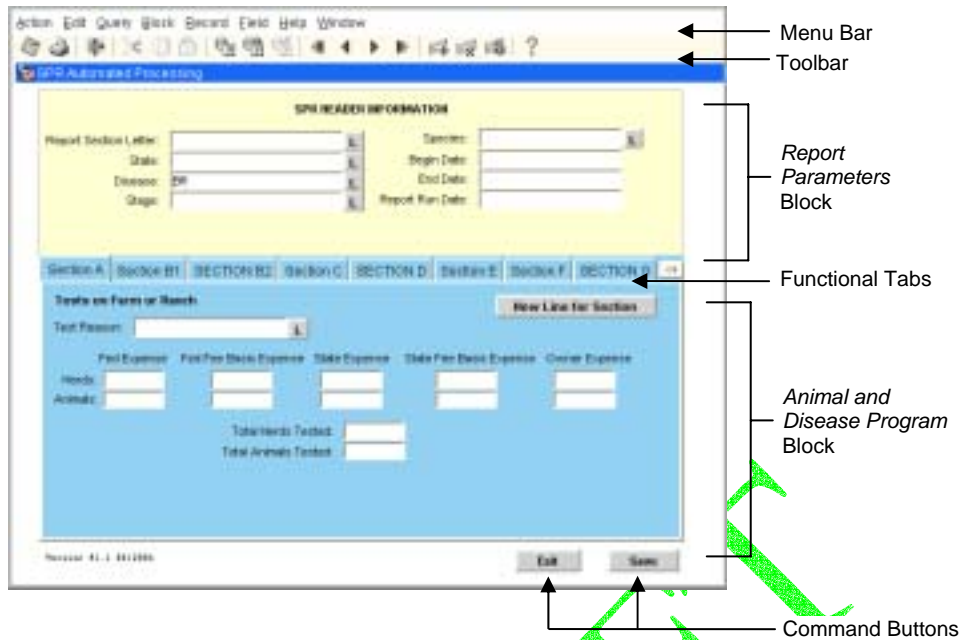 Action Edit Query Block Record Field Help Window
Menu Bar
Toolbar
SPR Automated Processing
SPR READER INFORMATION
Report Section Letter:
Species:
State:
Begin Date:
Disease: BR
End Date:
Stage:
Report Run Date:
Report
Parameters
Block
Section A Section B1 SECTION B2 Section C SECTION D Section E Section F SECTION
Functional Tabs
Tests on Farm or Ranch
New Line for Section
Test Reason:
Fed Expense Fed Fee Basis Expense State Expense State Fee Basis Expense Owner Expense
Herds:
Animals:
Total Herds Tested:
Total Animals Tested:
Animal and
Disease Program
Block
Exit
Save
Command Buttons